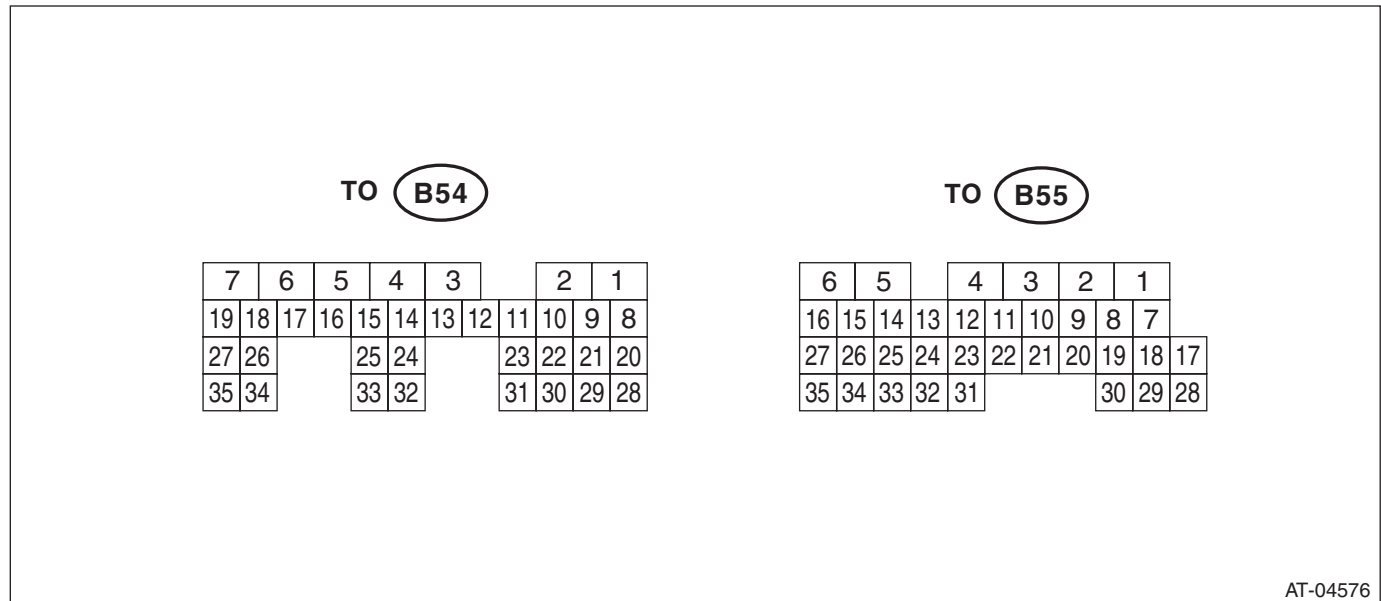 TO B54
7 6 5 4 3 2 1
19 18 17 16 15 14 13 12 11 10 9 8
27 26 25 24 23 22 21 20
35 34 33 32 31 30 29 28
TO B55
6 5 4 3 2 1
16 15 14 13 12 11 10 9 8 7
27 26 25 24 23 22 21 20 19 18 17
35 34 33 32 31 30 29 28
AT-04576